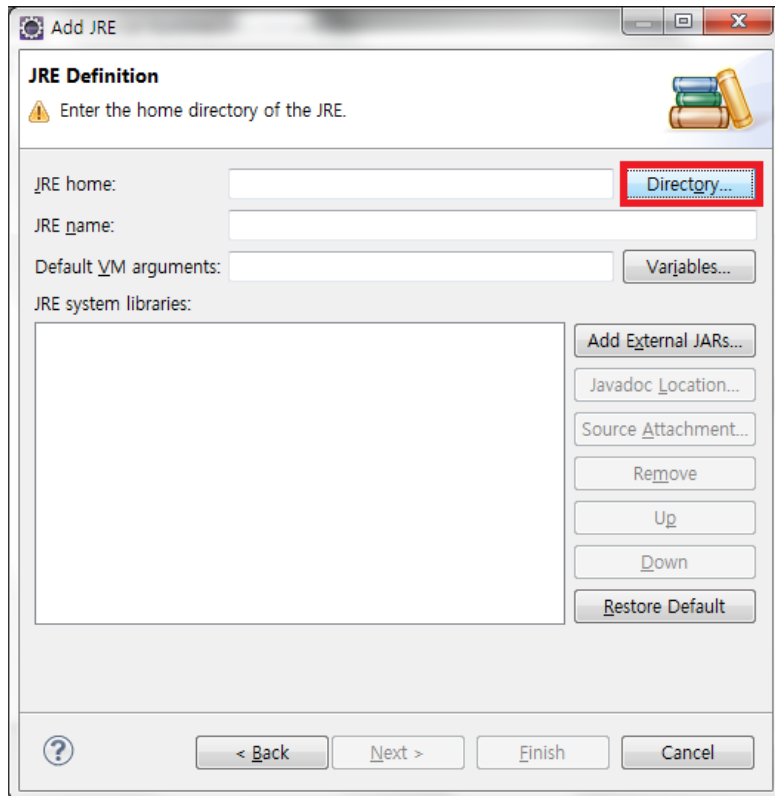 Add JRE
JRE Definition
Enter the home directory of the JRE.
JRE home:
Directory...
JRE name:
Default VM arguments:
Variables...
JRE system libraries:
Add External JARs...
Javadoc Location...
Source Attachment...
Remove
Up
Down
Restore Default
?
< Back
Next >
Finish
Cancel